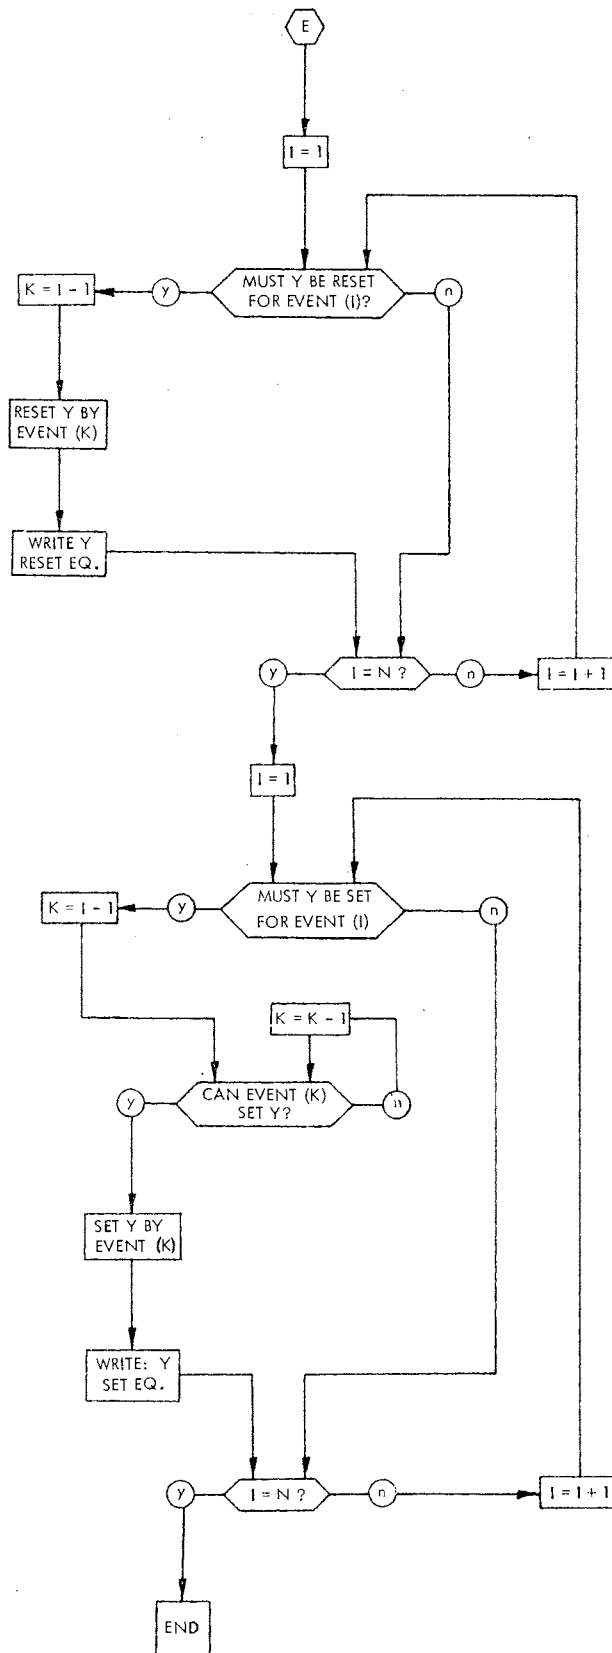 E
I = 1
MUST Y BE RESET
FOR EVENT (I)?
y
n
K = I - 1
RESET Y BY
EVENT (K)
WRITE Y
RESET EQ.
I = N ?
y
n
I = I + 1
I = 1
MUST Y BE SET
FOR EVENT (I)
y
n
K = I - 1
K = K - 1
CAN EVENT (K)
SET Y?
y
n
SET Y BY
EVENT (K)
WRITE: Y
SET EQ.
I = N ?
y
n
I = I + 1
END